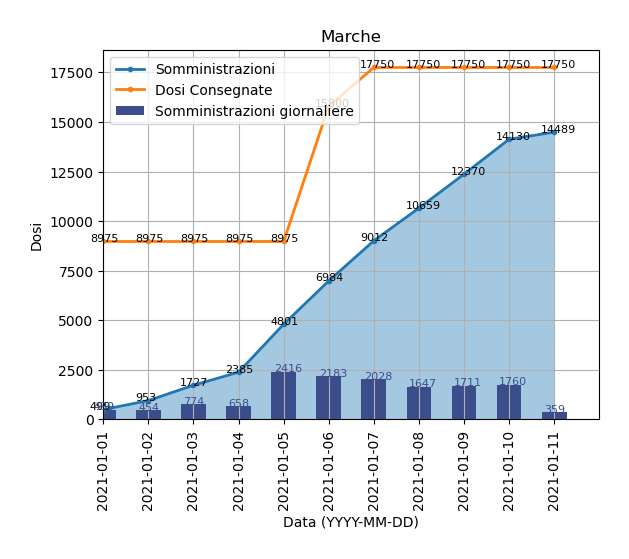 Marche
Somministrazioni
Dosi Consegnate
Somministrazioni giornaliere
Dosi
17500
15000
12500
10000
7500
5000
2500
0
8975 8975 8975 8975 8975 15800 17750 17750 17750 17750 17750
499 953 1727 2385 4801 6984 9012 10659 12370 14130 14489
454 774 658 2416 2183 2028 1647 1711 1760 359
2021-01-01
2021-01-02
2021-01-03
2021-01-04
2021-01-05
2021-01-06
2021-01-07
2021-01-08
2021-01-09
2021-01-10
2021-01-11
Data (YYYY-MM-DD)